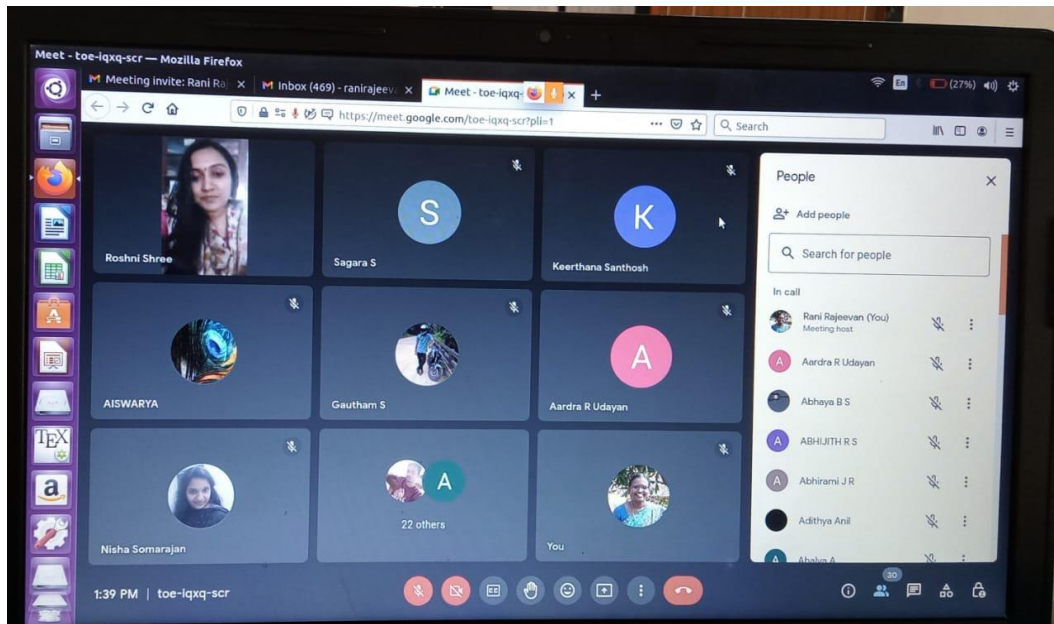 Meet - toe-iqxq-scr — Mozilla Firefox
Meeting invite: Rani Raj
Inbox (469) - ranirajeev
Meet - toe-iqxq-
En
(27%)
https://meet.google.com/toe-iqxq-scr?pli=1
Search
Roshni Shree
S
Sagara S
K
Keerthana Santhosh
AISWARYA
Gautham S
A
Aardra R Udayan
Nisha Somarajan
A
22 others
You
People
Add people
Search for people
In call
Rani Rajeevan (You)
Meeting host
A Aardra R Udayan
Abhaya B S
A ABHIJITH R S
A Abhirami J R
Adithya Anil
A Ahalya A
TEX
a
1:39 PM | toe-iqxq-scr
CC
30